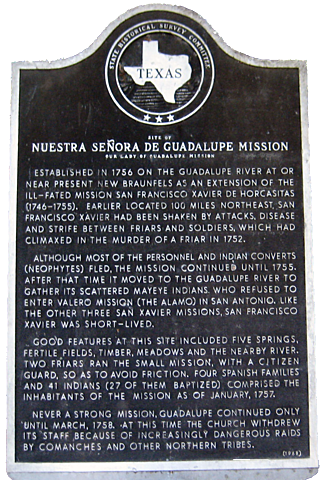 STATE HISTORICAL SURVEY COMMITTEE
TEXAS
SITE OF
NUESTRA SEÑORA DE GUADALUPE MISSION
OUR LADY OF GUADALUPE MISSION
ESTABLISHED IN 1756 ON THE GUADALUPE RIVER AT OR
NEAR PRESENT NEW BRAUNFELS AS AN EXTENSION OF THE
ILL-FATED MISSION SAN FRANCISCO XAVIER DE HORCASITAS
(1746-1755). EARLIER LOCATED 100 MILES NORTHEAST, SAN
FRANCISCO XAVIER HAD BEEN SHAKEN BY ATTACKS, DISEASE
AND STRIFE BETWEEN FRIARS AND SOLDIERS, WHICH HAD
CLIMAXED IN THE MURDER OF A FRIAR IN 1752.
ALTHOUGH MOST OF THE PERSONNEL AND INDIAN CONVERTS
(NEOPHYTES) FLED, THE MISSION CONTINUED UNTIL 1755.
AFTER THAT TIME IT MOVED TO THE GUADALUPE RIVER TO
GATHER ITS SCATTERED MAYEYE INDIANS, WHO REFUSED TO
ENTER VALERO MISSION (THE ALAMO) IN SAN ANTONIO. LIKE
THE OTHER THREE SAN XAVIER MISSIONS, SAN FRANCISCO
XAVIER WAS SHORT-LIVED.
GOOD FEATURES AT THIS SITE INCLUDED FIVE SPRINGS,
FERTILE FIELDS, TIMBER, MEADOWS AND THE NEARBY RIVER.
TWO FRIARS RAN THE SMALL MISSION, WITH A CITIZEN
GUARD, SO AS TO AVOID FRICTION. FOUR SPANISH FAMILIES
AND 41 INDIANS (27 OF THEM BAPTIZED) COMPRISED THE
INHABITANTS OF THE MISSION AS OF JANUARY, 1757.
NEVER A STRONG MISSION, GUADALUPE CONTINUED ONLY
UNTIL MARCH, 1758. AT THIS TIME THE CHURCH WITHDREW
ITS STAFF BECAUSE OF INCREASINGLY DANGEROUS RAIDS
BY COMANCHES AND OTHER NORTHERN TRIBES.
(1968)